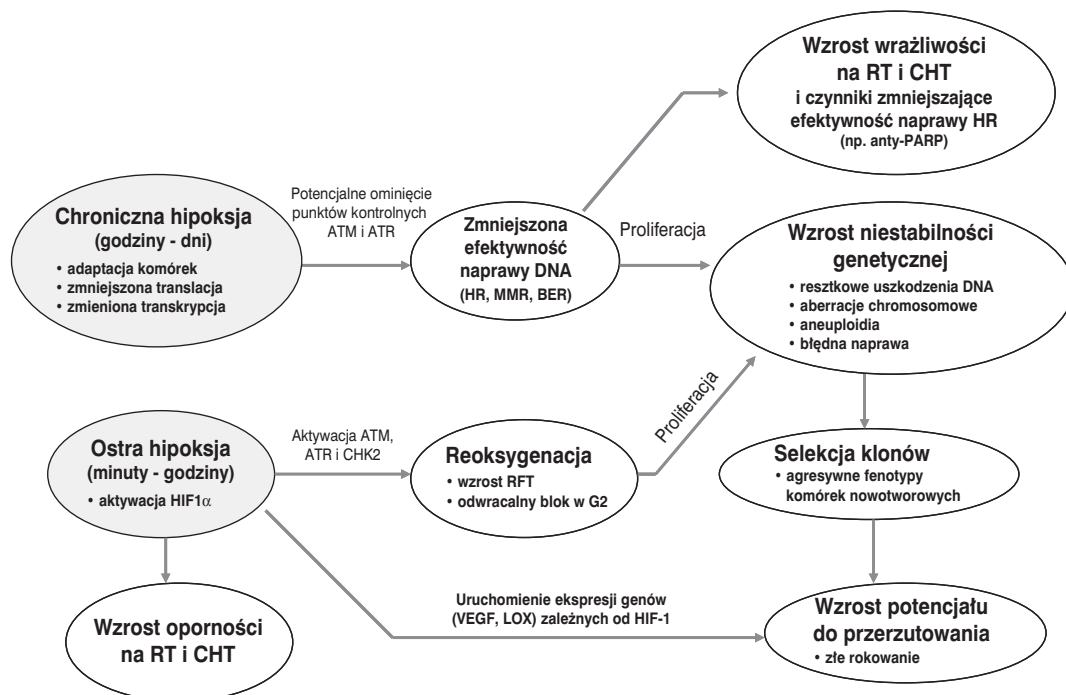 Wzrost wrażliwości
na RT i CHT
i czynniki zmniejszające
efektywność naprawy HR
(np. anty-PARP)
Chroniczna hipoksja
(godziny - dni)
• adaptacja komórek
• zmniejszona translacja
• zmieniona transkrypcja
Potencjalne ominięcie
punktów kontrolnych
ATM i ATR
Zmniejszona
efektywność
naprawy DNA
(HR, MMR, BER)
Proliferacja
Wzrost niestabilności
genetycznej
• resztkowe uszkodzenia DNA
• aberracje chromosomowe
• aneuploidia
• błędna naprawa
Ostra hipoksja
(minuty - godziny)
• aktywacja HIF1α
Aktywacja ATM,
ATR i CHK2
Reoksygenacja
• wzrost RFT
• odwracalny blok w G2
Proliferacja
Selekcja klonów
• agresywne fenotypy
komórek nowotworowych
Wzrost oporności
na RT i CHT
Uruchomienie ekspresji genów
(VEGF, LOX) zależnych od HIF-1
Wzrost potencjału
do przerzutowania
• złe rokowanie